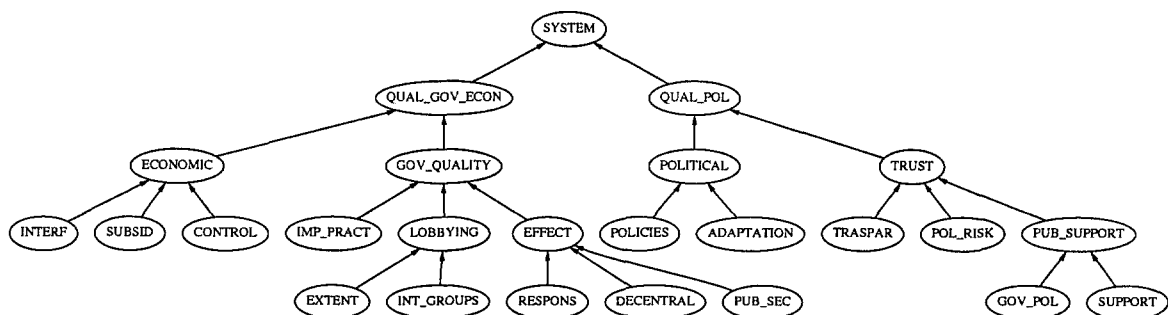 SYSTEM
QUAL_GOV_ECON QUAL_POL
ECONOMIC GOV_QUALITY POLITICAL TRUST
INTERF SUBSID CONTROL IMP_PRACT LOBBYING EFFECT POLICIES ADAPTATION TRASPAR POL_RISK PUB_SUPPORT
EXTENT INT_GROUPS RESPONS DECENTRAL PUB_SEC GOV_POL SUPPORT